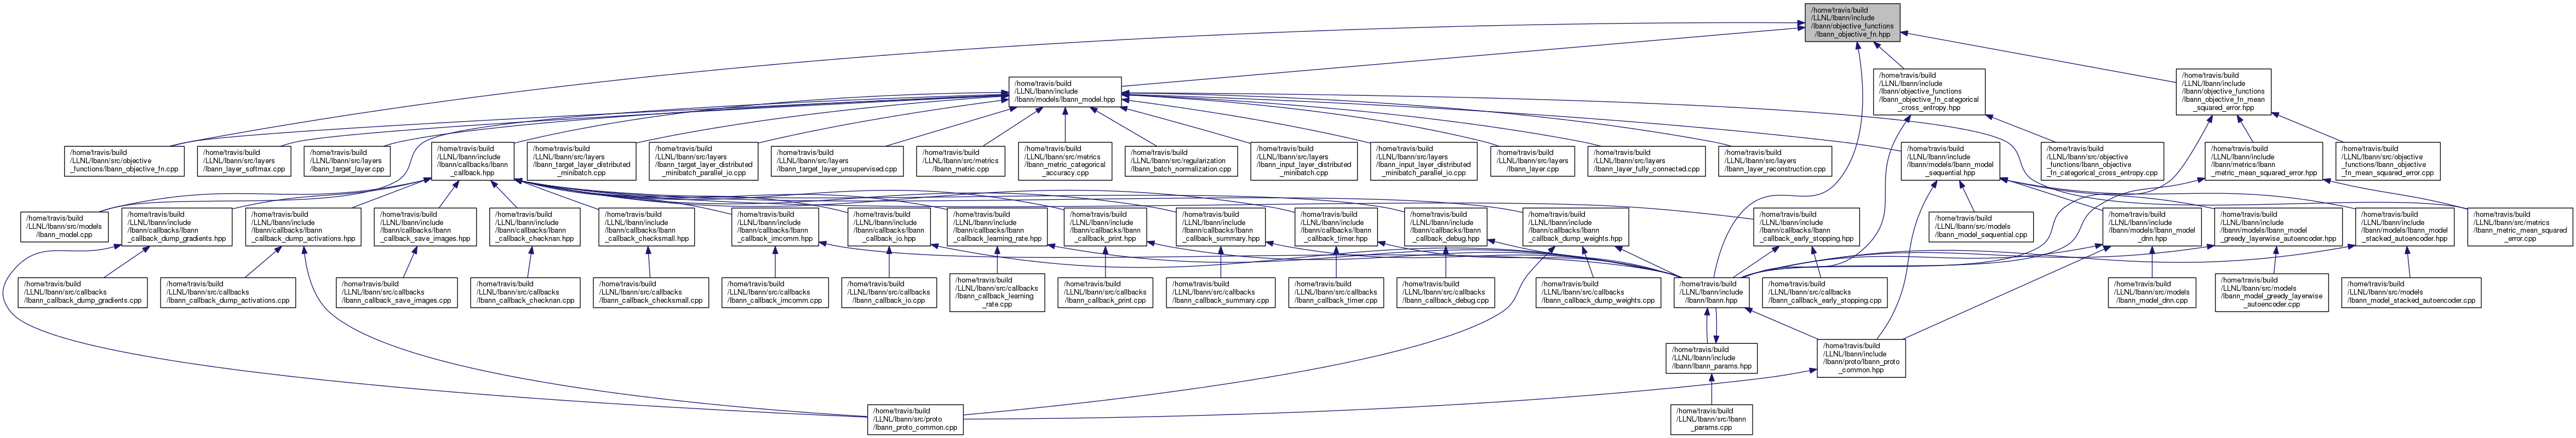 /home/travis/build
/LLNL/lbann/include
/lbann/objective_functions
/lbann_objective_fn.hpp
/home/travis/build
/LLNL/lbann/include
/lbann/models/lbann_model.hpp
/home/travis/build
/LLNL/lbann/include
/lbann/objective_functions
/lbann_objective_fn_categorical
_cross_entropy.hpp
/home/travis/build
/LLNL/lbann/include
/lbann/objective_functions
/lbann_objective_fn_mean
_squared_error.hpp
/home/travis/build
/LLNL/lbann/src/objective
_functions/lbann_objective_fn.cpp
/home/travis/build
/LLNL/lbann/src/layers
/lbann_layer_softmax.cpp
/home/travis/build
/LLNL/lbann/src/layers
/lbann_target_layer.cpp
/home/travis/build
/LLNL/lbann/include
/lbann/callbacks/lbann
_callback.hpp
/home/travis/build
/LLNL/lbann/src/layers
/lbann_target_layer_distributed
_minibatch.cpp
/home/travis/build
/LLNL/lbann/src/layers
/lbann_target_layer_distributed
_minibatch_parallel_io.cpp
/home/travis/build
/LLNL/lbann/src/layers
/lbann_target_layer_unsupervised.cpp
/home/travis/build
/LLNL/lbann/src/metrics
/lbann_metric.cpp
/home/travis/build
/LLNL/lbann/src/metrics
/lbann_metric_categorical
_accuracy.cpp
/home/travis/build
/LLNL/lbann/src/regularization
/lbann_batch_normalization.cpp
/home/travis/build
/LLNL/lbann/src/layers
/lbann_input_layer_distributed
_minibatch.cpp
/home/travis/build
/LLNL/lbann/src/layers
/lbann_input_layer_distributed
_minibatch_parallel_io.cpp
/home/travis/build
/LLNL/lbann/src/layers
/lbann_layer.cpp
/home/travis/build
/LLNL/lbann/src/layers
/lbann_layer_fully_connected.cpp
/home/travis/build
/LLNL/lbann/src/layers
/lbann_layer_reconstruction.cpp
/home/travis/build
/LLNL/lbann/include
/lbann/models/lbann_model
_sequential.hpp
/home/travis/build
/LLNL/lbann/src/objective
_functions/lbann_objective
_fn_categorical_cross_entropy.cpp
/home/travis/build
/LLNL/lbann/include
/lbann/metrics/lbann
_metric_mean_squared_error.hpp
/home/travis/build
/LLNL/lbann/src/objective
_functions/lbann_objective
_fn_mean_squared_error.cpp
/home/travis/build
/LLNL/lbann/src/models
/lbann_model.cpp
/home/travis/build
/LLNL/lbann/include
/lbann/callbacks/lbann
_callback_dump_gradients.hpp
/home/travis/build
/LLNL/lbann/include
/lbann/callbacks/lbann
_callback_dump_activations.hpp
/home/travis/build
/LLNL/lbann/include
/lbann/callbacks/lbann
_callback_save_images.hpp
/home/travis/build
/LLNL/lbann/include
/lbann/callbacks/lbann
_callback_checknan.hpp
/home/travis/build
/LLNL/lbann/include
/lbann/callbacks/lbann
_callback_checksmall.hpp
/home/travis/build
/LLNL/lbann/include
/lbann/callbacks/lbann
_callback_imcomm.hpp
/home/travis/build
/LLNL/lbann/include
/lbann/callbacks/lbann
_callback_io.hpp
/home/travis/build
/LLNL/lbann/include
/lbann/callbacks/lbann
_callback_learning_rate.hpp
/home/travis/build
/LLNL/lbann/include
/lbann/callbacks/lbann
_callback_print.hpp
/home/travis/build
/LLNL/lbann/include
/lbann/callbacks/lbann
_callback_summary.hpp
/home/travis/build
/LLNL/lbann/include
/lbann/callbacks/lbann
_callback_timer.hpp
/home/travis/build
/LLNL/lbann/include
/lbann/callbacks/lbann
_callback_debug.hpp
/home/travis/build
/LLNL/lbann/include
/lbann/callbacks/lbann
_callback_dump_weights.hpp
/home/travis/build
/LLNL/lbann/include
/lbann/callbacks/lbann
_callback_early_stopping.hpp
/home/travis/build
/LLNL/lbann/src/models
/lbann_model_sequential.cpp
/home/travis/build
/LLNL/lbann/include
/lbann/models/lbann_model
_dnn.hpp
/home/travis/build
/LLNL/lbann/include
/lbann/models/lbann_model
_greedy_layerwise_autoencoder.hpp
/home/travis/build
/LLNL/lbann/include
/lbann/models/lbann_model
_stacked_autoencoder.hpp
/home/travis/build
/LLNL/lbann/src/metrics
/lbann_metric_mean_squared
_error.cpp
/home/travis/build
/LLNL/lbann/src/callbacks
/lbann_callback_dump_gradients.cpp
/home/travis/build
/LLNL/lbann/src/callbacks
/lbann_callback_dump_activations.cpp
/home/travis/build
/LLNL/lbann/src/callbacks
/lbann_callback_save_images.cpp
/home/travis/build
/LLNL/lbann/src/callbacks
/lbann_callback_checknan.cpp
/home/travis/build
/LLNL/lbann/src/callbacks
/lbann_callback_checksmall.cpp
/home/travis/build
/LLNL/lbann/src/callbacks
/lbann_callback_imcomm.cpp
/home/travis/build
/LLNL/lbann/src/callbacks
/lbann_callback_io.cpp
/home/travis/build
/LLNL/lbann/src/callbacks
/lbann_callback_learning
_rate.cpp
/home/travis/build
/LLNL/lbann/src/callbacks
/lbann_callback_print.cpp
/home/travis/build
/LLNL/lbann/src/callbacks
/lbann_callback_summary.cpp
/home/travis/build
/LLNL/lbann/src/callbacks
/lbann_callback_timer.cpp
/home/travis/build
/LLNL/lbann/src/callbacks
/lbann_callback_debug.cpp
/home/travis/build
/LLNL/lbann/src/callbacks
/lbann_callback_dump_weights.cpp
/home/travis/build
/LLNL/lbann/include
/lbann/lbann.hpp
/home/travis/build
/LLNL/lbann/src/callbacks
/lbann_callback_early_stopping.cpp
/home/travis/build
/LLNL/lbann/src/models
/lbann_model_dnn.cpp
/home/travis/build
/LLNL/lbann/src/models
/lbann_model_greedy_layerwise
_autoencoder.cpp
/home/travis/build
/LLNL/lbann/src/models
/lbann_model_stacked_autoencoder.cpp
/home/travis/build
/LLNL/lbann/include
/lbann/lbann_params.hpp
/home/travis/build
/LLNL/lbann/include
/lbann/proto/lbann_proto
_common.hpp
/home/travis/build
/LLNL/lbann/src/proto
/lbann_proto_common.cpp
/home/travis/build
/LLNL/lbann/src/lbann
_params.cpp